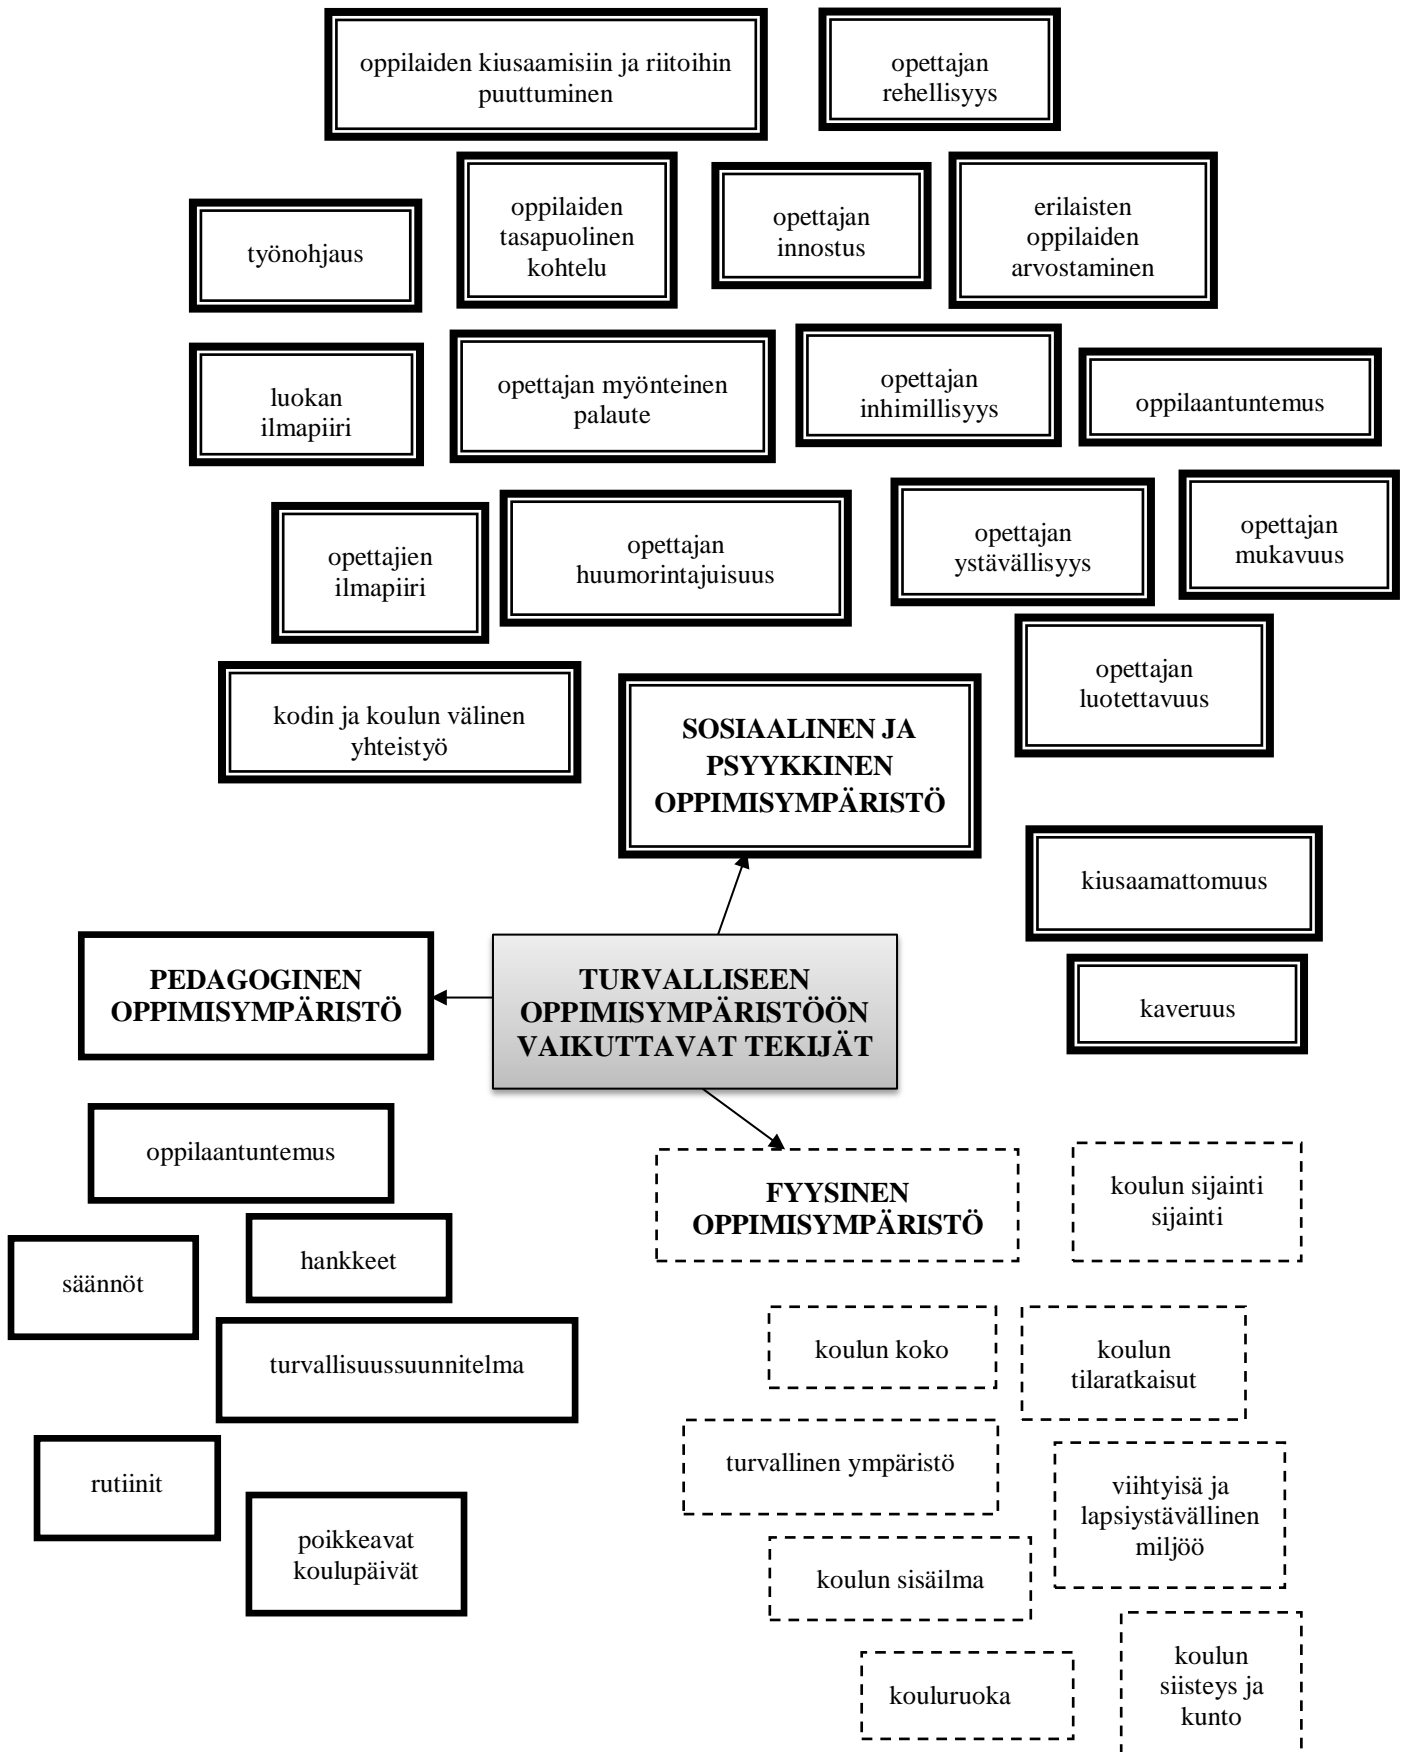 oppilaiden kiusaamisiin ja riitoihin
puuttuminen
opettajan
rehellisyys
työnohjaus
oppilaiden
tasapuolinen
kohtelu
opettajan
innostus
erilaisten
oppilaiden
arvostaminen
luokan
ilmapiiri
opettajan myönteinen
palaute
opettajan
inhimillisyys
oppilaantuntemus
opettajien
ilmapiiri
opettajan
huumorintajuisuus
opettajan
ystävällisyys
opettajan
mukavuus
kodin ja koulun välinen
yhteistyö
SOSIAALINEN JA
PSYYKKINEN
OPPIMISYMPÄRISTÖ
opettajan
luotettavuus
kiusaamattomuus
PEDAGOGINEN
OPPIMISYMPÄRISTÖ
TURVALLISEEN
OPPIMISYMPÄRISTÖÖN
VAIKUTTAVAT TEKIJÄT
kaveruus
oppilaantuntemus
FYYSINEN
OPPIMISYMPÄRISTÖ
koulun sijainti
sijainti
säännöt
hankkeet
turvallisuussuunnitelma
koulun koko
koulun
tilaratkaisut
rutiinit
turvallinen ympäristö
viihtyisä ja
lapsiystävällinen
miljöö
poikkeavat
koulupäivät
koulun sisäilma
kouluruoka
koulun
siisteys ja
kunto